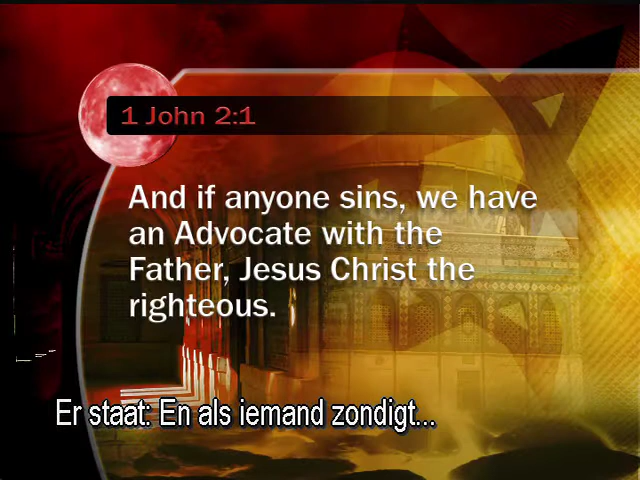 1 John 2:1
And if anyone sins, we have
an Advocate with the
Father, Jesus Christ the
righteous.
Er staat: En als iemand zondigt...